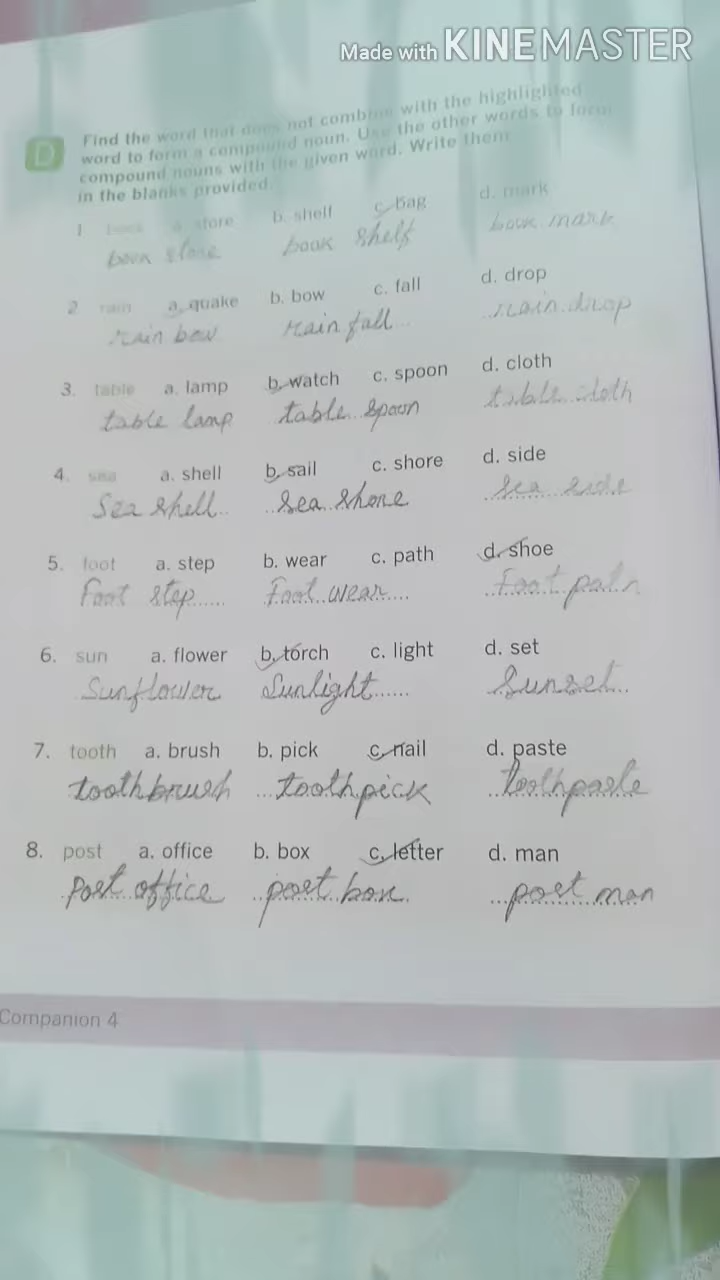 Made with KINEMASTER
D Find the word that does not combine with the highlighted
word to form a compound noun. Use the other words to form
compound nouns with the given word. Write them
in the blanks provided.
1 book a. store b. shelf c. bag d. mark
book store book shelf book mark
2 rain a. quake b. bow c. fall d. drop
rain bow rain fall rain drop
3. table a. lamp b. watch c. spoon d. cloth
table lamp table spoon table cloth
4. sea a. shell b. sail c. shore d. side
Sea shell Sea shore Sea side
5. foot a. step b. wear c. path d. shoe
Foot step Foot wear Foot path
6. sun a. flower b. torch c. light d. set
Sunflower Sunlight Sunset
7. tooth a. brush b. pick c. nail d. paste
toothbrush toothpick toothpaste
8. post a. office b. box c. letter d. man
Post office post box post man
Companion 4